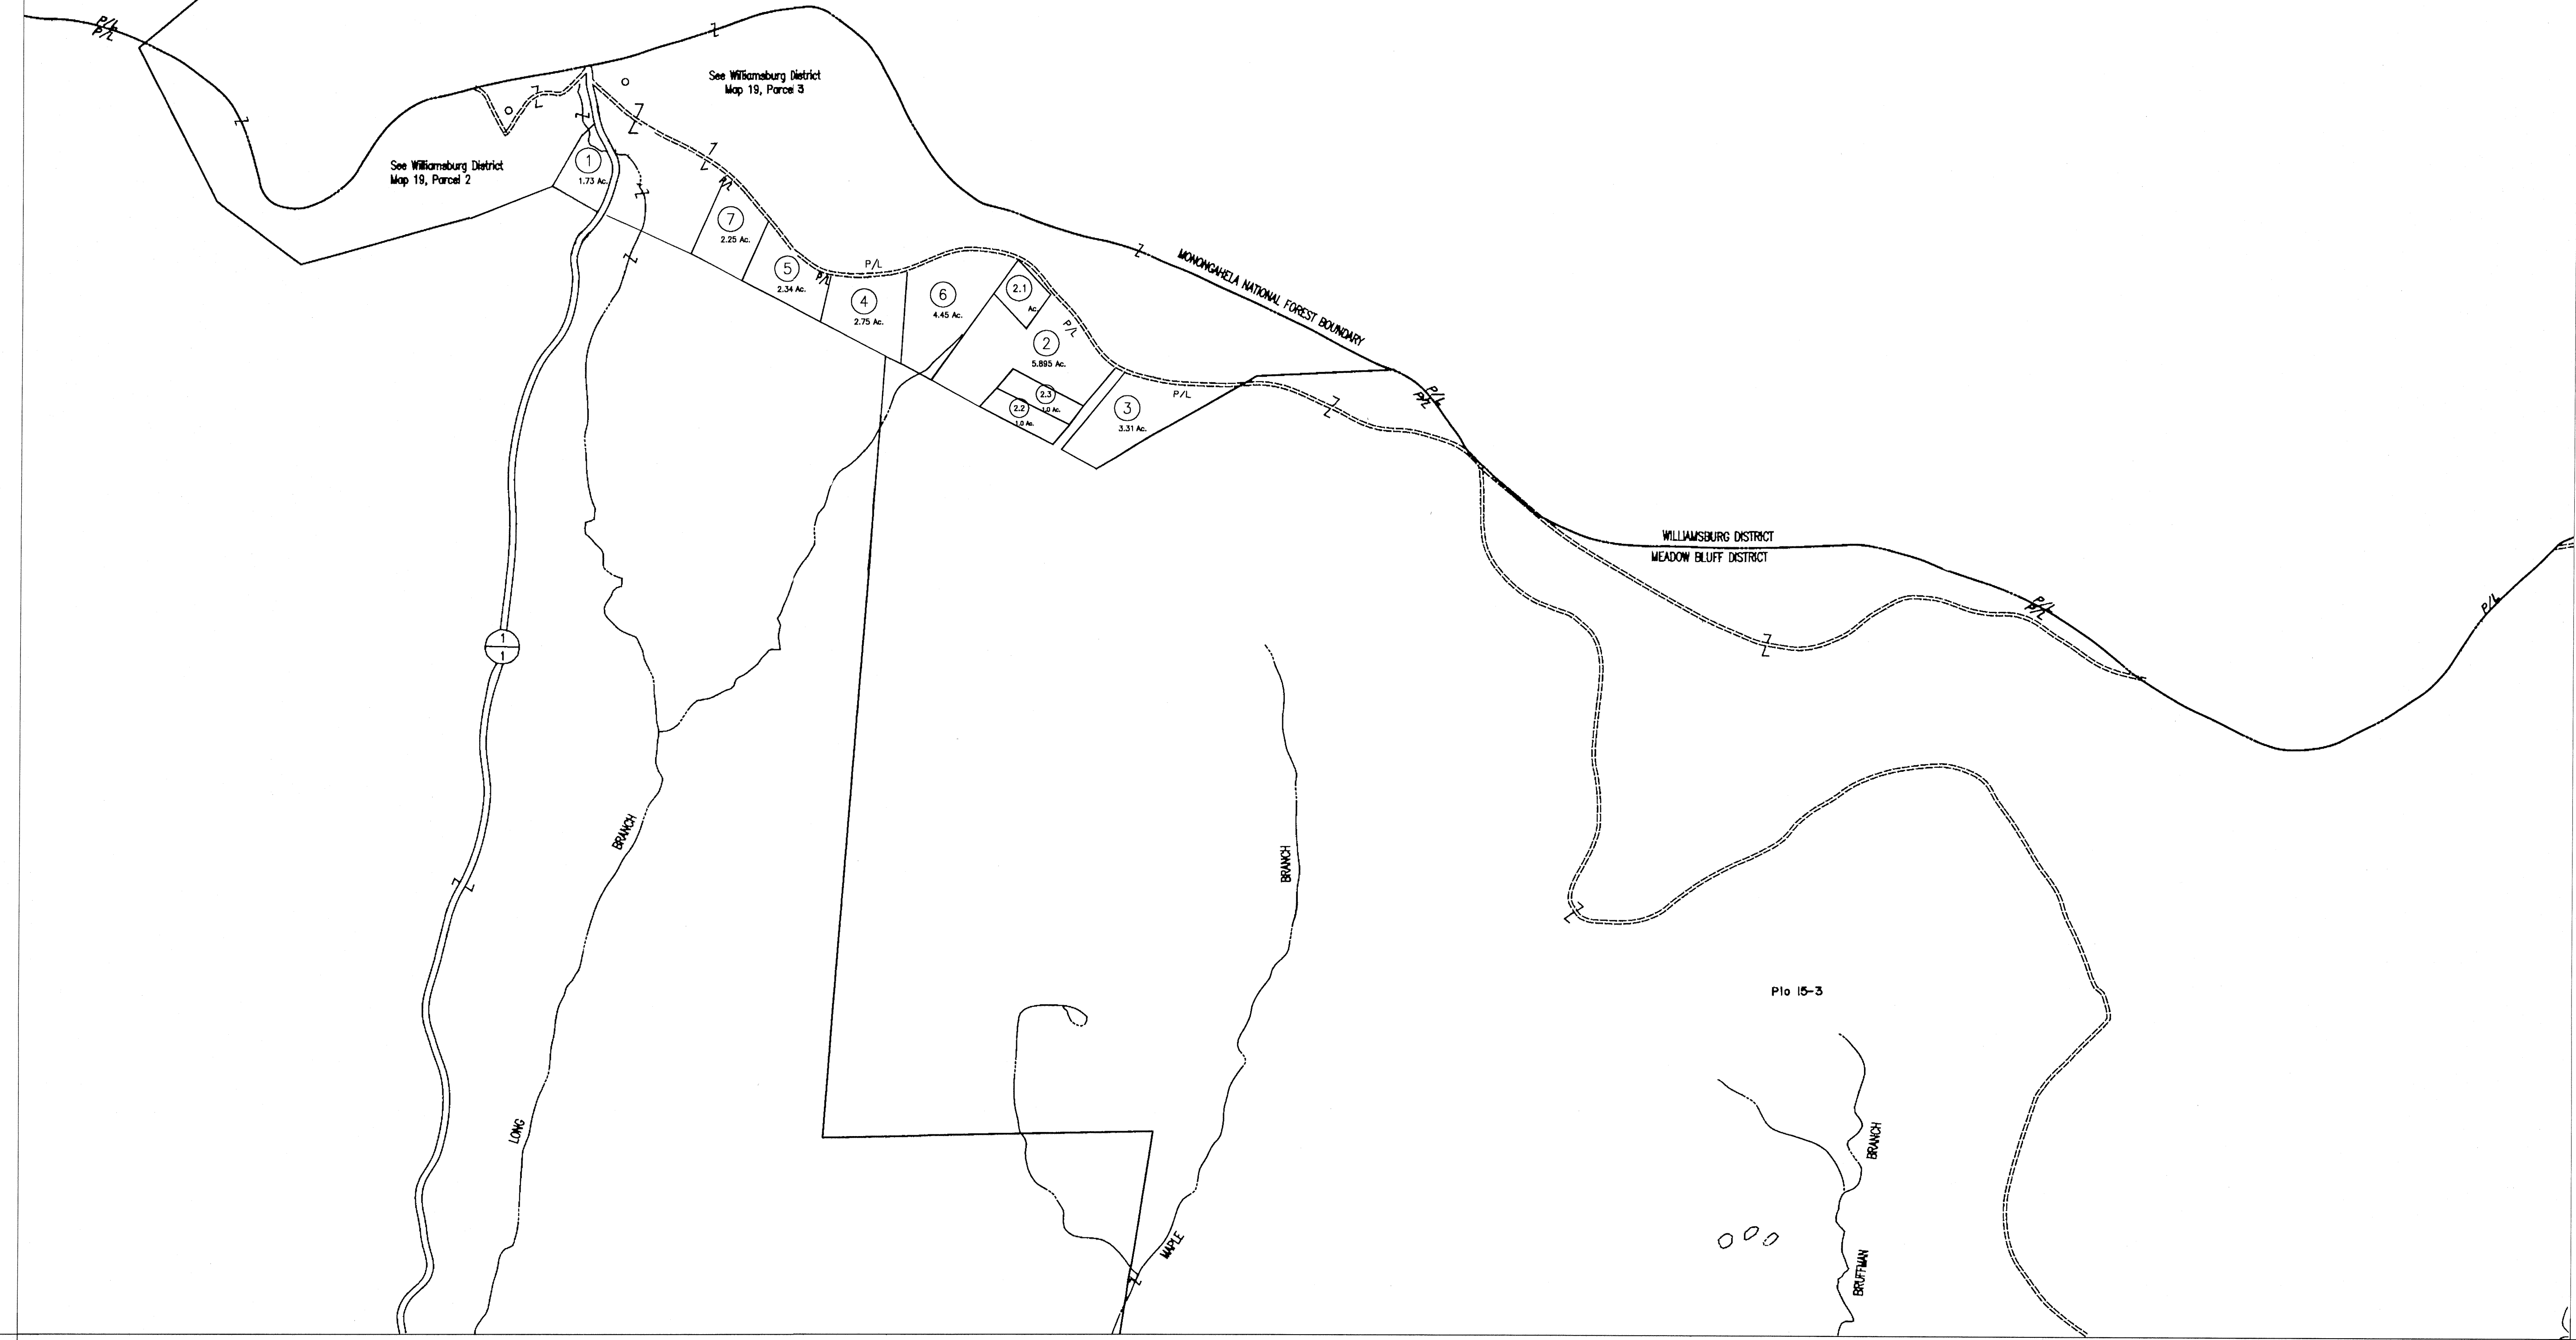 P/L
P/L
See Williamsburg District
Map 19, Parcel 3
See Williamsburg District
Map 19, Parcel 2
1
1.73 Ac.
P/L
7
2.25 Ac.
5
2.34 Ac.
P/L
P/L
4
2.75 Ac.
6
4.45 Ac.
2.1
Ac.
P/L
2
5.895 Ac.
2.3
1.0 Ac.
2.2
1.0 Ac.
3
3.31 Ac.
P/L
MONONGAHELA NATIONAL FOREST BOUNDARY
P/L
P/L
WILLIAMSBURG DISTRICT
MEADOW BLUFF DISTRICT
P/L
P/L
P/L
1
1
BRANCH
LONG
BRANCH
MAPLE
P/o 15-3
BRANCH
BRUFFMAN